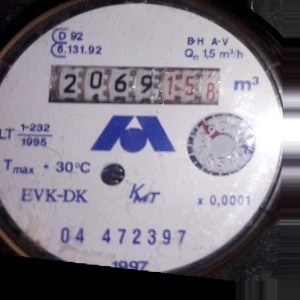 D 92
6.131.92
B-H A-V
Qn 1,5 m³/h
2069158 m³
LT 1-232
1995
Tmax + 30°C
EVK-DK
KMT
x 0,0001
04 472397
1997